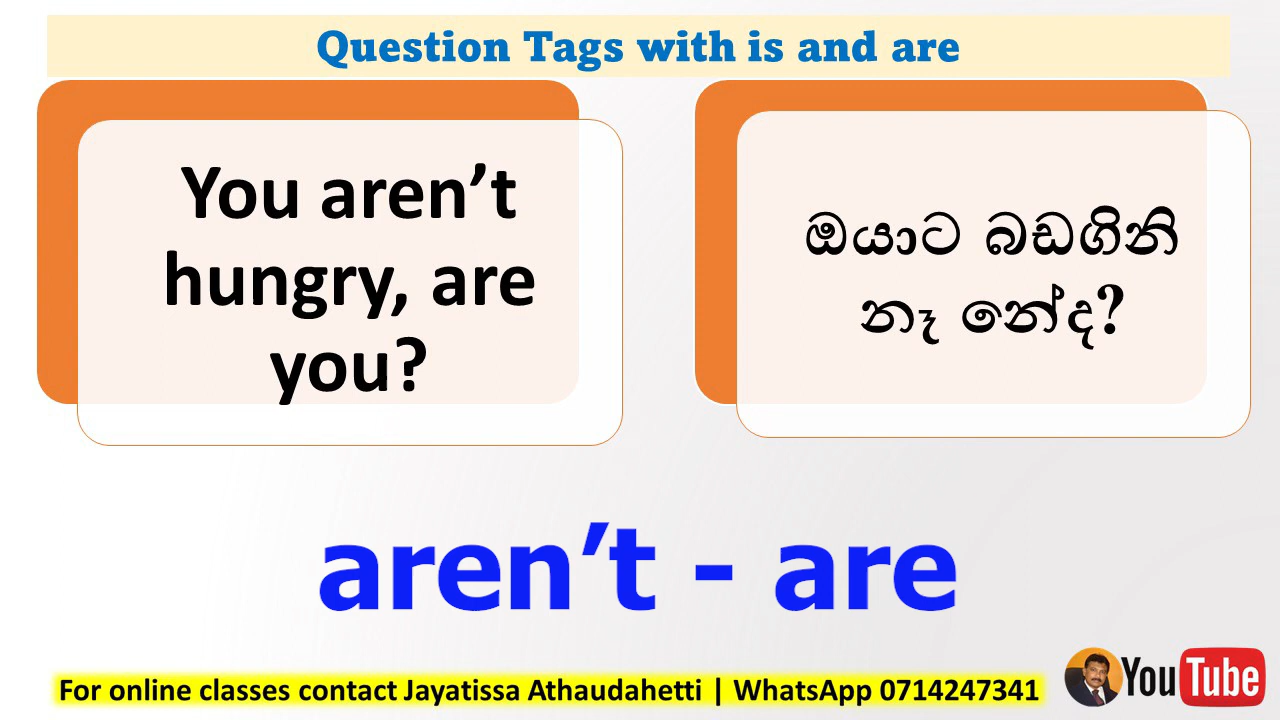 Question Tags with is and are
You aren’t
hungry, are
you?
ඔයාට බඩගිනි
නෑ නේද?
aren’t - are
For online classes contact Jayatissa Athaudahetti | WhatsApp 0714247341
YouTube